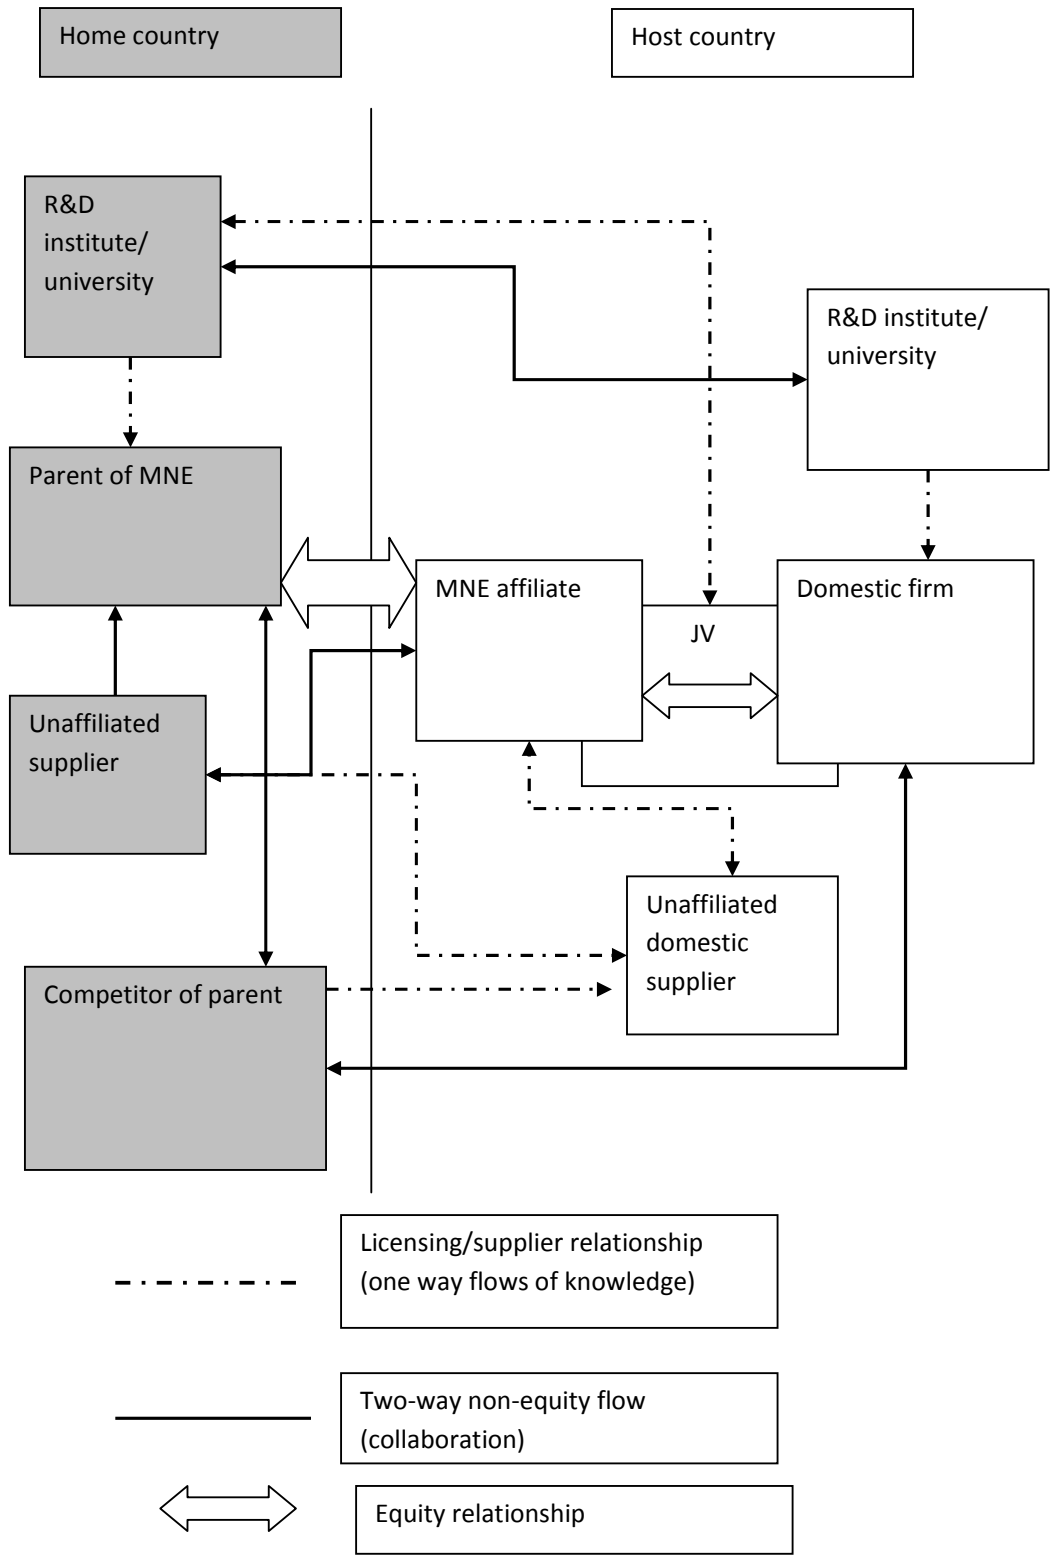 Home country
Host country
R&D
institute/
university
R&D institute/
university
Parent of MNE
MNE affiliate
Domestic firm
JV
Unaffiliated
supplier
Unaffiliated
domestic
supplier
Competitor of parent
Licensing/supplier relationship
(one way flows of knowledge)
Two-way non-equity flow
(collaboration)
Equity relationship